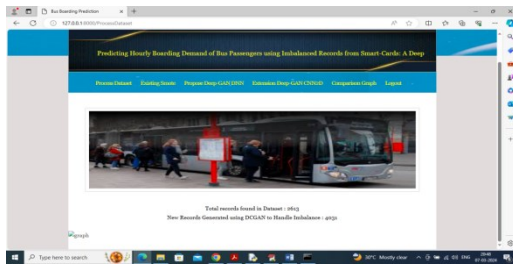 Bus Boarding Prediction
127.0.0.1:8000/ProcessDataset
Predicting Hourly Boarding Demand of Bus Passengers using Imbalanced Records from Smart-Cards: A Deep
Process Dataset Existing Smote Propose Deep-GAN DNN Extension Deep-GAN CNN2D Comparison Graph Logout
Total records found in Dataset : 2613
New Records Generated using DCGAN to Handle Imbalance : 4031
graph
Type here to search
30°C Mostly clear
ENG